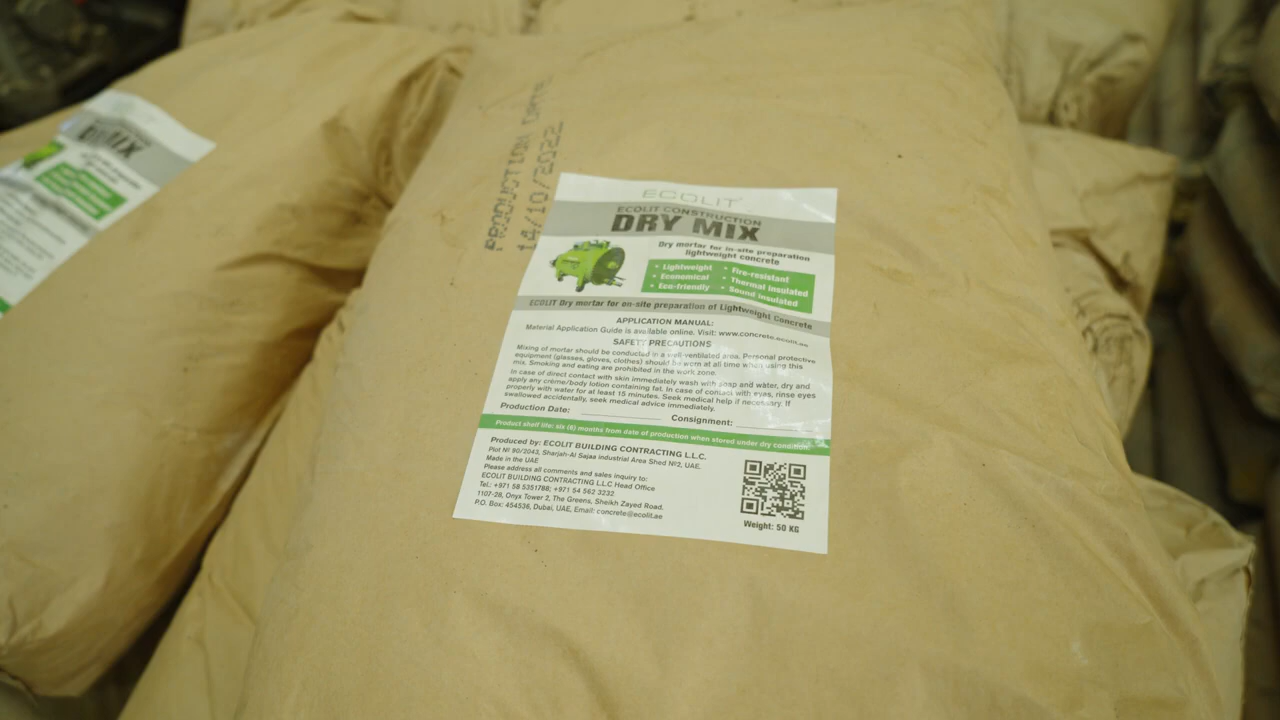 PRODUCTION DATE
14/10/2022
ECOLIT
ECOLIT CONSTRUCTION
DRY MIX
Dry mortar for in-site preparation
lightweight concrete
• Lightweight
• Economical
• Eco-friendly
• Fire-resistant
• Thermal insulated
• Sound insulated
ECOLIT Dry mortar for on-site preparation of Lightweight Concrete
APPLICATION MANUAL:
Material Application Guide is available online. Visit: www.concrete.ecolit.ae
SAFETY PRECAUTIONS
Mixing of mortar should be conducted in a well-ventilated area. Personal protective
equipment (glasses, gloves, clothes) should be worn at all time when using this
mix. Smoking and eating are prohibited in the work zone.
In case of direct contact with skin immediately wash with soap and water, dry and
apply any crème/body lotion containing fat. In case of contact with eyes, rinse eyes
properly with water for at least 15 minutes. Seek medical help if necessary. If
swallowed accidentally, seek medical advice immediately.
Production Date: Consignment:
Product shelf life: six (6) months from date of production when stored under dry condition.
Produced by: ECOLIT BUILDING CONTRACTING L.L.C.
Plot № 90/2043, Sharjah-Al Sajaa industrial Area Shed №2, UAE.
Made in the UAE
Please address all comments and sales inquiry to:
ECOLIT BUILDING CONTRACTING L.L.C Head Office
Tel.: +971 58 5351788; +971 54 562 3232
1107-28, Onyx Tower 2, The Greens, Sheikh Zayed Road.
P.O. Box: 454536, Dubai, UAE, Email: concrete@ecolit.ae
Weight: 50 KG
MIX